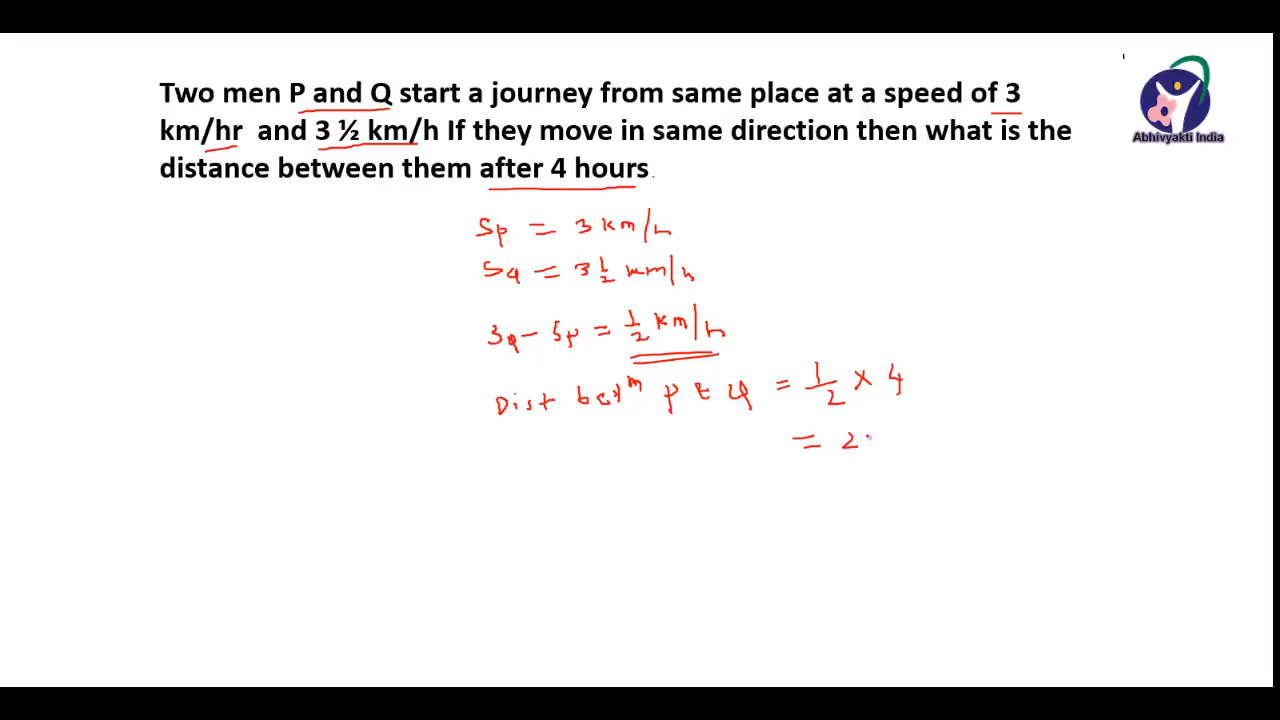 Two men P and Q start a journey from same place at a speed of 3
km/hr and 3 ½ km/h If they move in same direction then what is the
distance between them after 4 hours.
Abhivyakti India
Sp = 3 km/h
Sq = 3 1/2 km/h
Sq - Sp = 1/2 km/h
Dist betn P & Q = 1/2 × 4
= 2